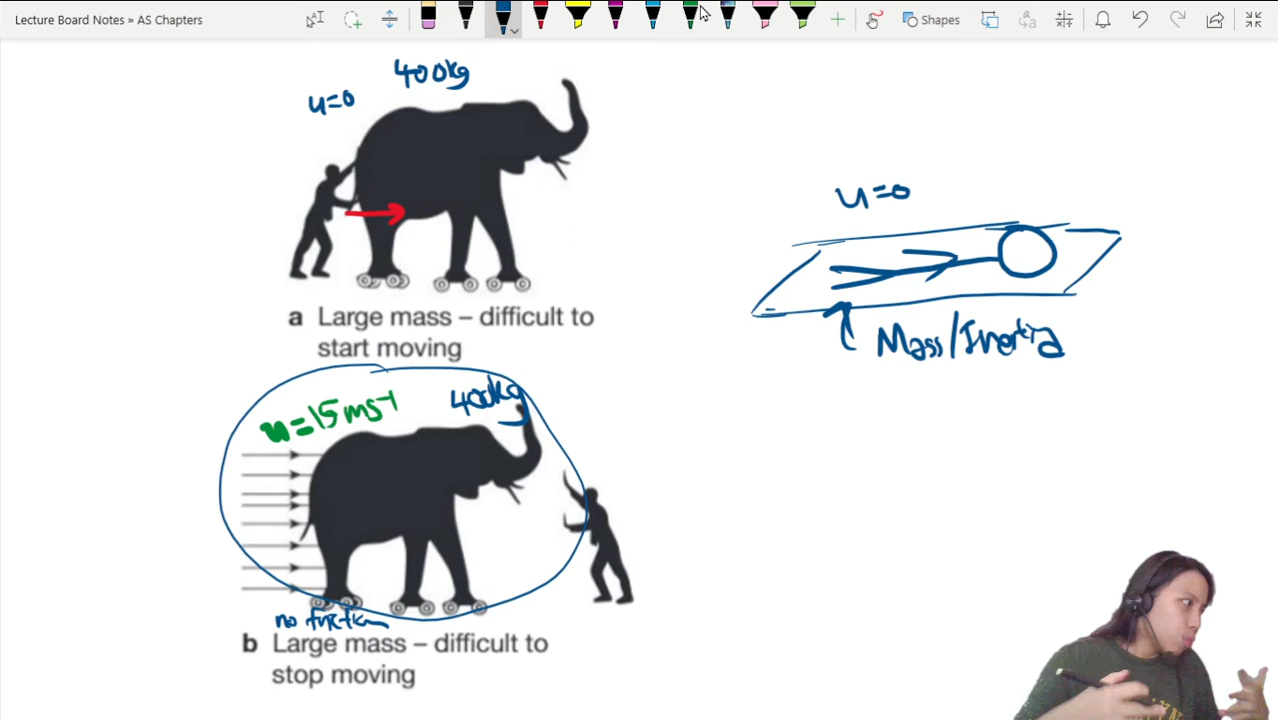 Lecture Board Notes » AS Chapters
Shapes
400kg
u=0
a Large mass – difficult to
start moving
u=0
Mass/Inertia
u=15ms-1
400kg
no friction
b Large mass – difficult to
stop moving